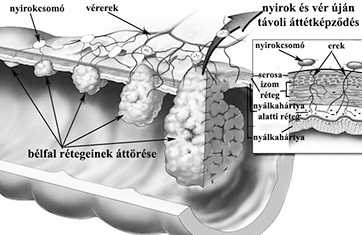 nyirokcsomó
vérerek
nyirok és vér úján
távoli áttétképződés
nyirokcsomó
erek
serosa
izom
réteg
nyálkahártya
alatti réteg
nyálkahártya
bélfal rétegeinek áttörése